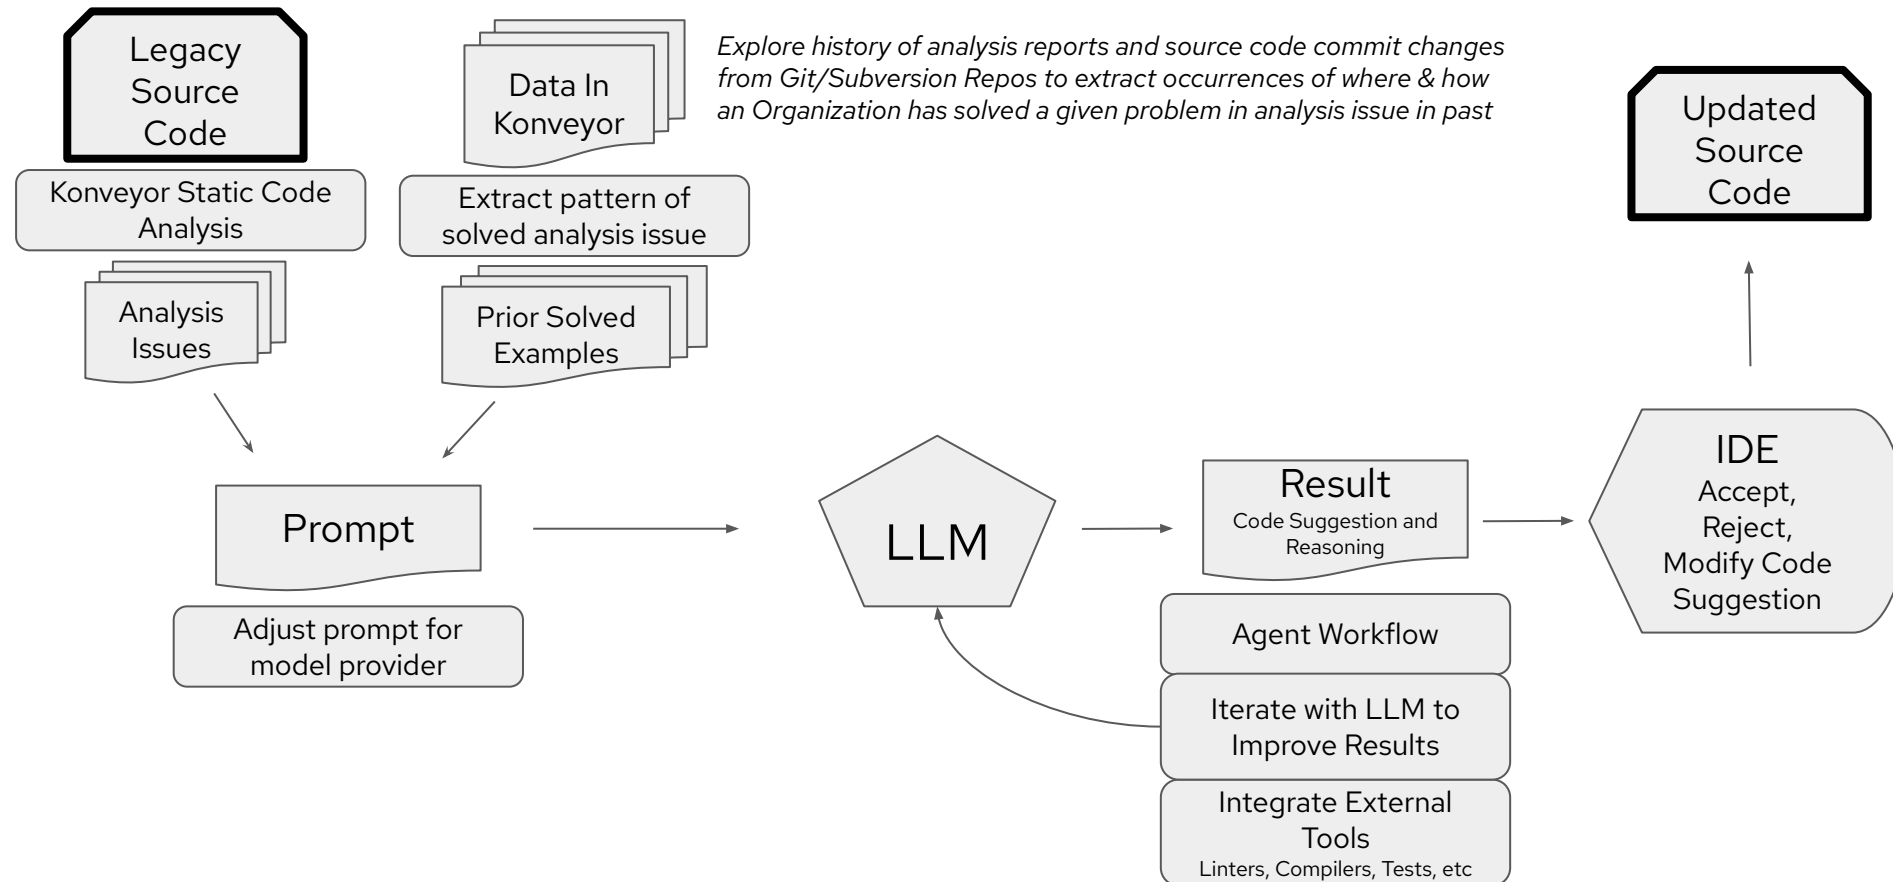 Legacy
Source
Code
Konveyor Static Code
Analysis
Analysis
Issues
Data In
Konveyor
Extract pattern of
solved analysis issue
Prior Solved
Examples
Explore history of analysis reports and source code commit changes
from Git/Subversion Repos to extract occurrences of where & how
an Organization has solved a given problem in analysis issue in past
Prompt
Adjust prompt for
model provider
LLM
Result
Code Suggestion and
Reasoning
Agent Workflow
Iterate with LLM to
Improve Results
Integrate External
Tools
Linters, Compilers, Tests, etc
IDE
Accept,
Reject,
Modify Code
Suggestion
Updated
Source
Code